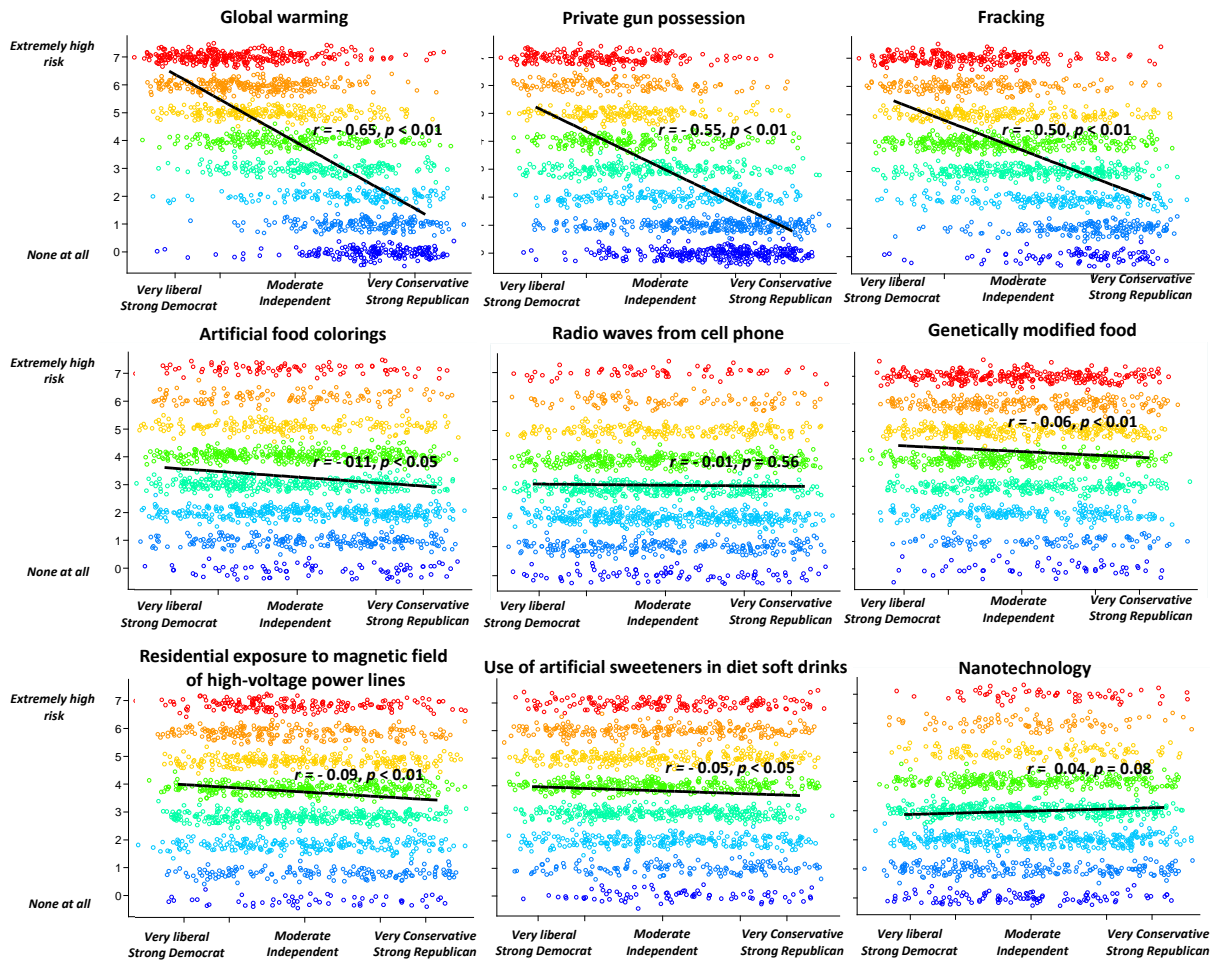 Global warming
Private gun possession
Fracking
Extremely high
risk
7
6
5
4
3
2
1
0
None at all
r = - 0.65, p < 0.01
r = - 0.55, p < 0.01
r = - 0.50, p < 0.01
Very liberal
Strong Democrat
Moderate
Independent
Very Conservative
Strong Republican
Very liberal
Strong Democrat
Moderate
Independent
Very Conservative
Strong Republican
Very liberal
Strong Democrat
Moderate
Independent
Very Conservative
Strong Republican
Artificial food colorings
Radio waves from cell phone
Genetically modified food
Extremely high
risk
7
6
5
4
3
2
1
0
None at all
r = - 011, p < 0.05
r = - 0.01, p = 0.56
r = - 0.06, p < 0.01
Very liberal
Strong Democrat
Moderate
Independent
Very Conservative
Strong Republican
Very liberal
Strong Democrat
Moderate
Independent
Very Conservative
Strong Republican
Very liberal
Strong Democrat
Moderate
Independent
Very Conservative
Strong Republican
Residential exposure to magnetic field
of high-voltage power lines
Use of artificial sweeteners in diet soft drinks
Nanotechnology
Extremely high
risk
7
6
5
4
3
2
1
0
None at all
r = - 0.09, p < 0.01
r = - 0.05, p < 0.05
r = 0.04, p = 0.08
Very liberal
Strong Democrat
Moderate
Independent
Very Conservative
Strong Republican
Very liberal
Strong Democrat
Moderate
Independent
Very Conservative
Strong Republican
Very liberal
Strong Democrat
Moderate
Independent
Very Conservative
Strong Republican